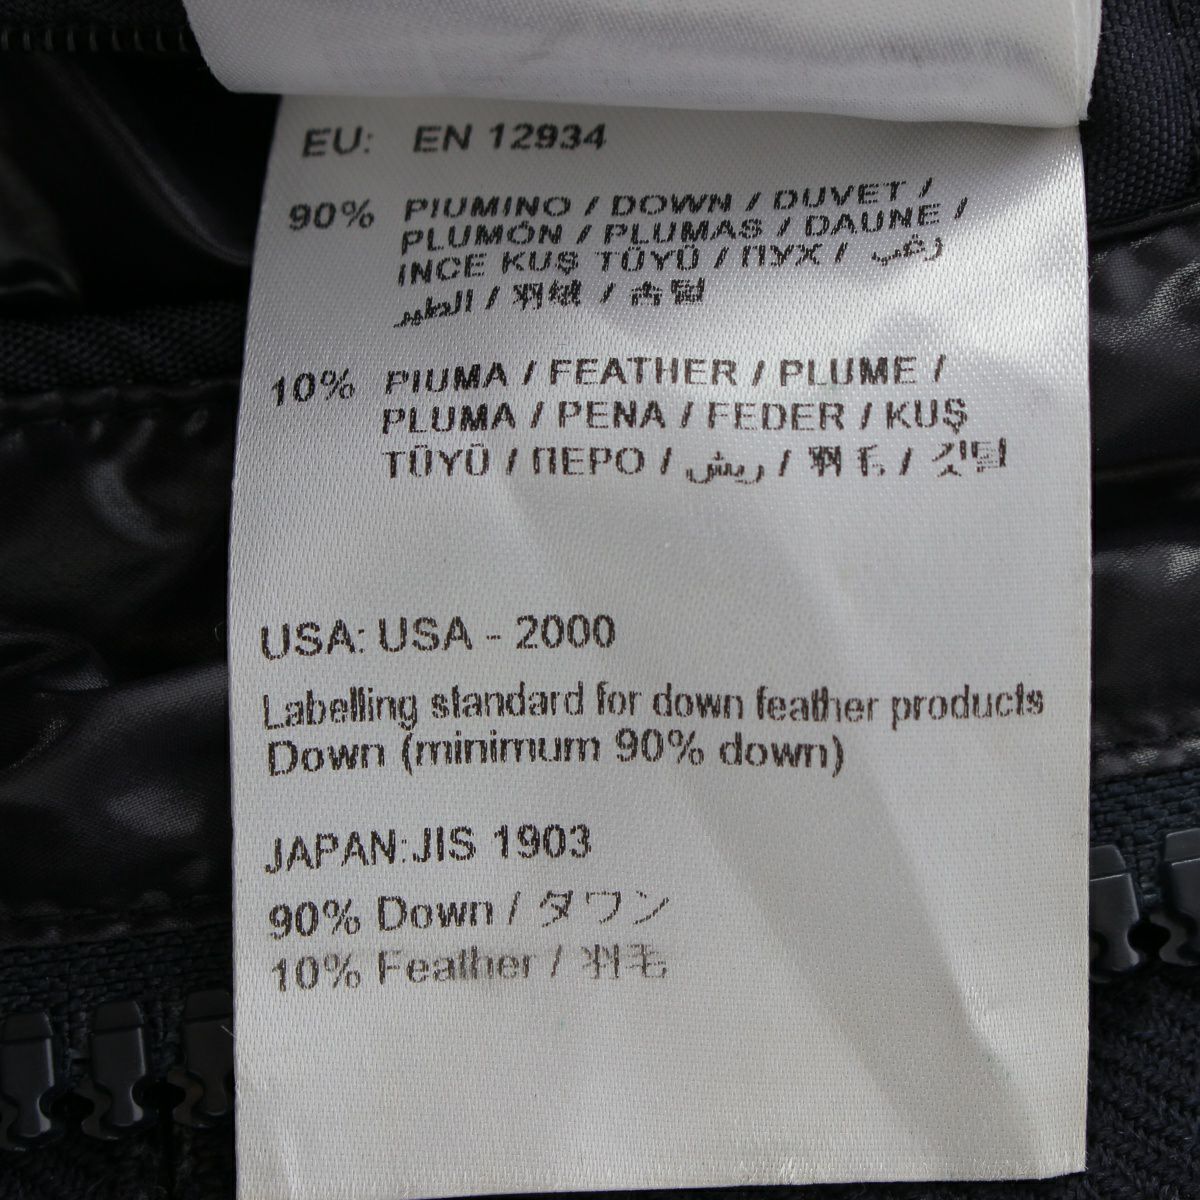 EU: EN 12934
90% PIUMINO / DOWN / DUVET /
PLUMÓN / PLUMAS / DAUNE /
INCE KUŞ TÜYÜ / ПУХ / زغب
الطير / 羽绒 / 솜털
10% PIUMA / FEATHER / PLUME /
PLUMA / PENA / FEDER / KUŞ
TÜYÜ / ПЕРО / ريش / 羽毛 / 깃털
USA: USA - 2000
Labelling standard for down feather products
Down (minimum 90% down)
JAPAN:JIS 1903
90% Down / ダウン
10% Feather / 羽毛